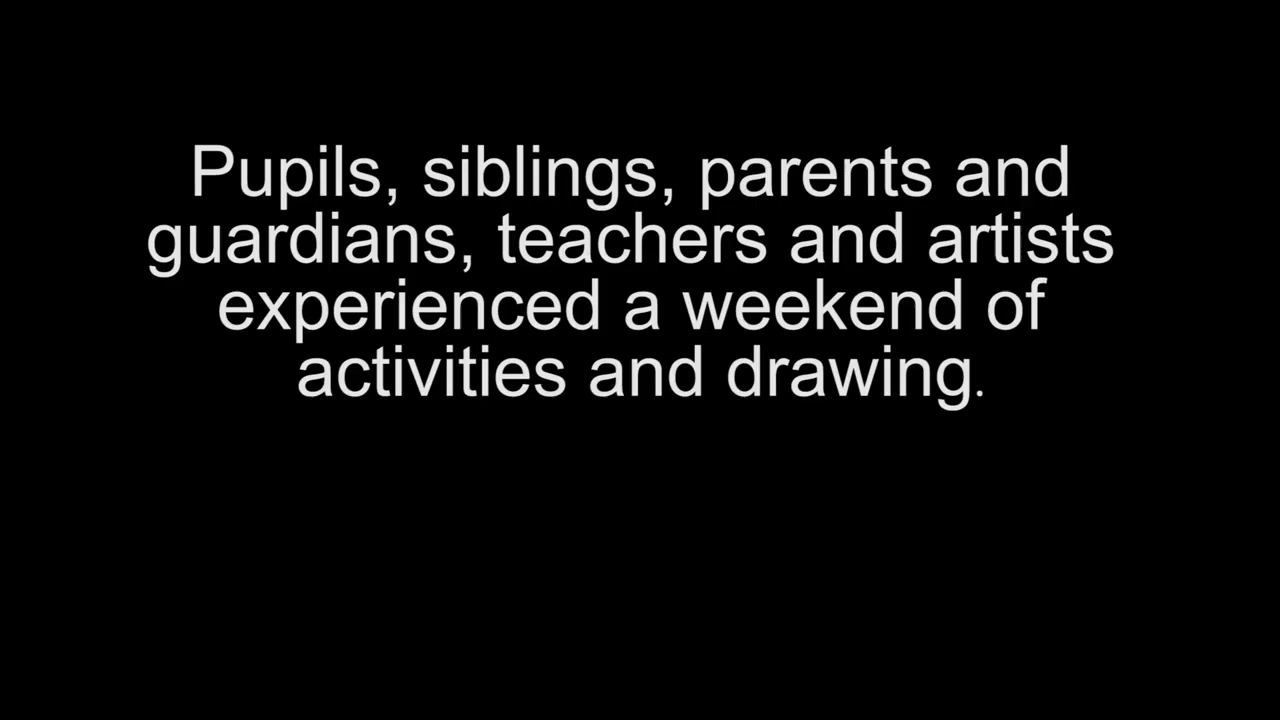 Pupils, siblings, parents and
guardians, teachers and artists
experienced a weekend of
activities and drawing.